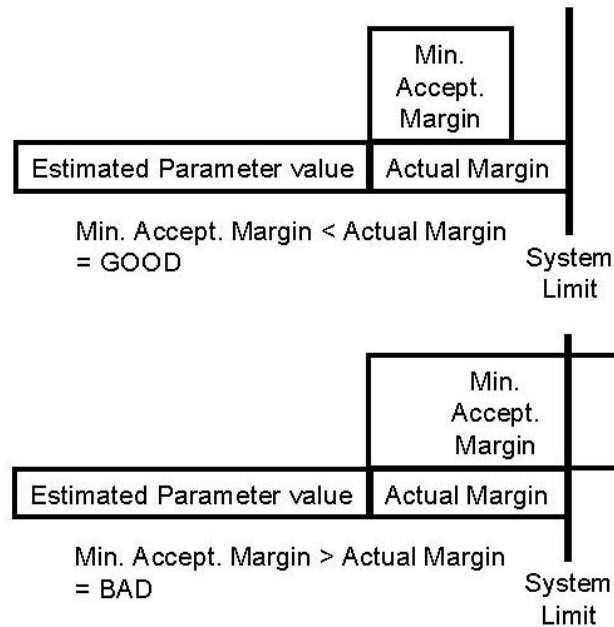 Min.
Accept.
Margin
Estimated Parameter value
Actual Margin
Min. Accept. Margin < Actual Margin
= GOOD
System
Limit
Min.
Accept.
Margin
Estimated Parameter value
Actual Margin
Min. Accept. Margin > Actual Margin
= BAD
System
Limit